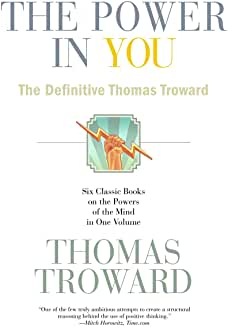 THE POWER
IN YOU
The Definitive Thomas Troward
Six Classic Books
on the Powers
of the Mind
in One Volume
THOMAS
TROWARD
"One of the few truly ambitious attempts to create a structural
reasoning behind the use of positive thinking."
—Mitch Horowitz, Time.com